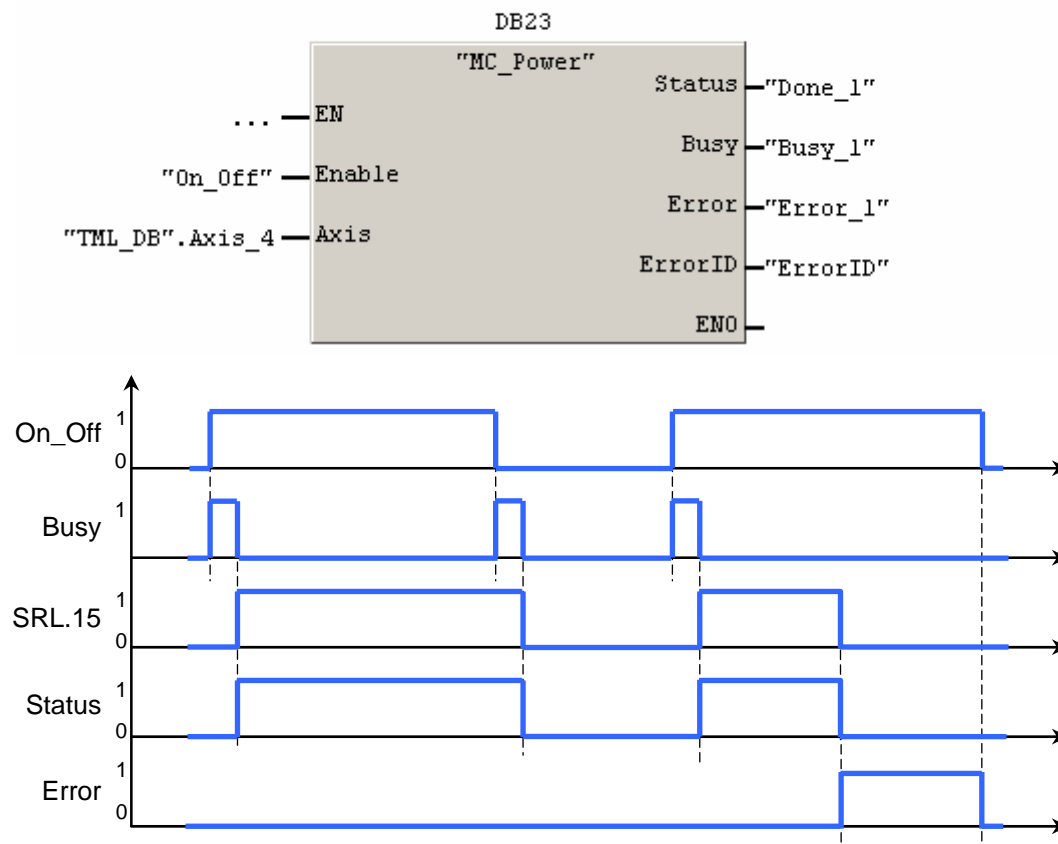 DB23
"MC_Power"
... EN
"On_Off" Enable
"TML_DB".Axis_4 Axis
Status "Done_1"
Busy "Busy_1"
Error "Error_1"
ErrorID "ErrorID"
ENO
On_Off 1 0
Busy 1
SRL.15 1 0
Status 1 0
Error 1 0